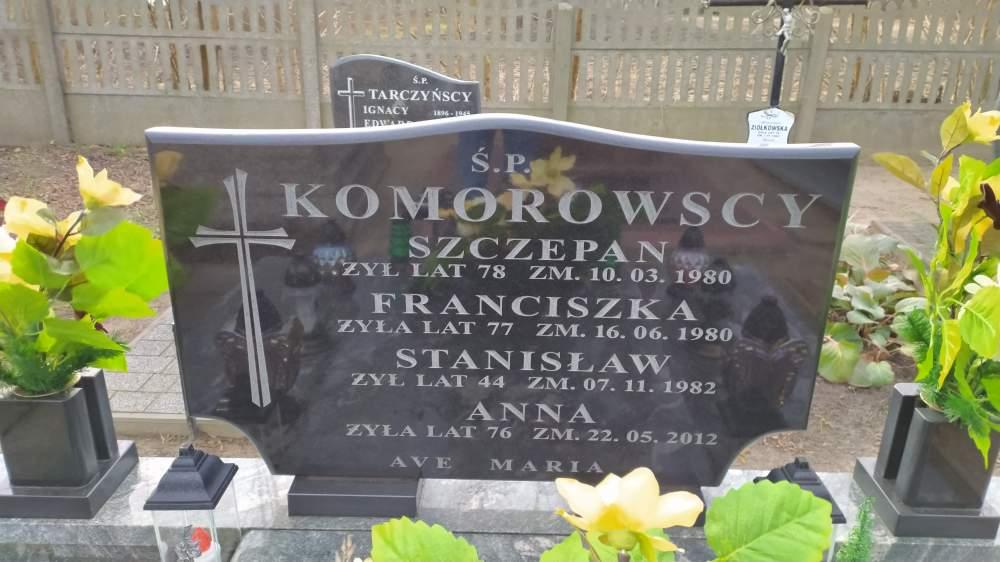 Ś.P.
TARCZYŃSCY
IGNACY 1896 - 1945
Ś.P.
KOMOROWSCY
SZCZEPAN
ŻYŁ LAT 78 ZM. 10. 03. 1980
FRANCISZKA
ŻYŁA LAT 77 ZM. 16. 06. 1980
STANISŁAW
ŻYŁ LAT 44 ZM. 07. 11. 1982
ANNA
ŻYŁA LAT 76 ZM. 22. 05. 2012
AVE MARIA
ZIÓŁKOWSKA